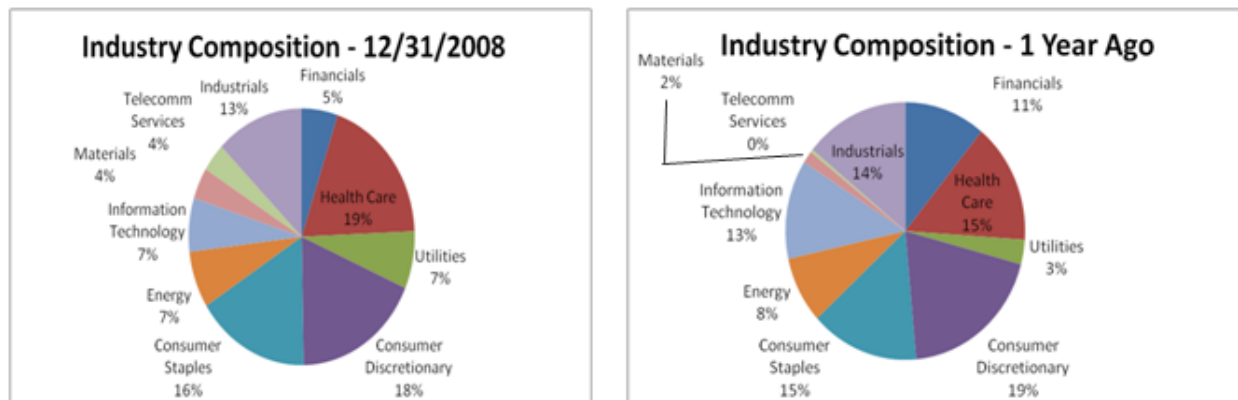 Industry Composition - 12/31/2008
Financials
5%
Health Care
19%
Utilities
7%
Consumer
Discretionary
18%
Consumer
Staples
16%
Energy
7%
Information
Technology
7%
Materials
4%
Telecomm
Services
4%
Industrials
13%
Industry Composition - 1 Year Ago
Financials
11%
Health
Care
15%
Utilities
3%
Consumer
Discretionary
19%
Consumer
Staples
15%
Energy
8%
Information
Technology
13%
Materials
2%
Telecomm
Services
0%
Industrials
14%